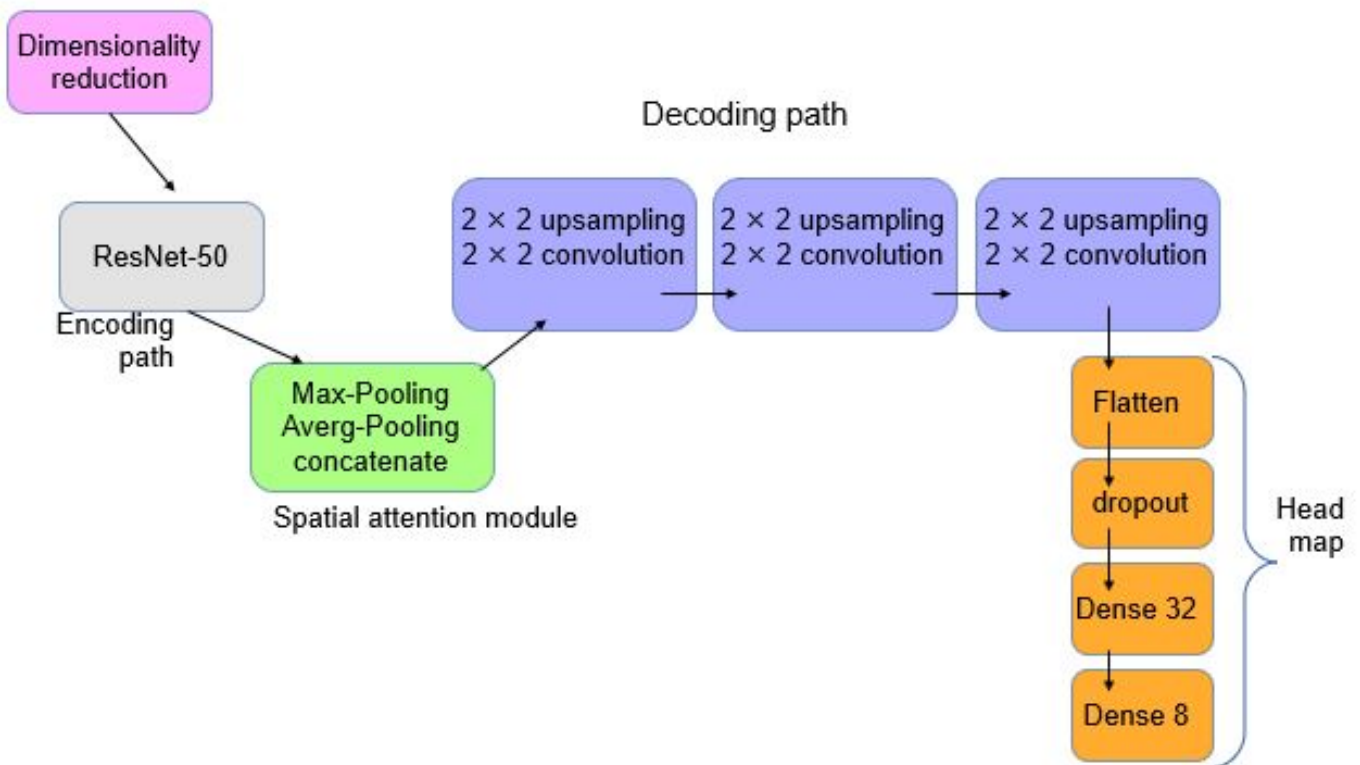 Dimensionality
reduction
Decoding path
ResNet-50
Encoding
path
2 × 2 upsampling
2 × 2 convolution
2 × 2 upsampling
2 × 2 convolution
2 × 2 upsampling
2 × 2 convolution
Max-Pooling
Averg-Pooling
concatenate
Spatial attention module
Flatten
dropout
Dense 32
Dense 8
Head
map